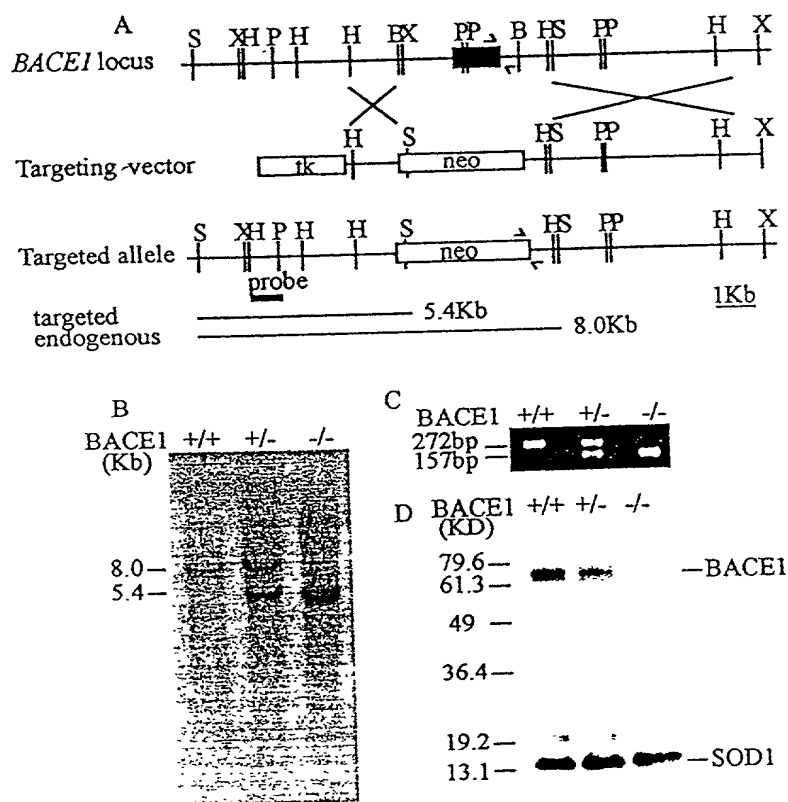 A
S XH P H H BX PP B HS PP H X
BACE1 locus
H S HS PP H X
Targeting-vector tk neo
S XH P H H S HS PP H X
Targeted allele neo
probe
1Kb
targeted 5.4Kb
endogenous 8.0Kb
B
BACE1 +/+ +/- -/-
(Kb)
8.0
5.4
C
BACE1 +/+ +/- -/-
272bp
157bp
D BACE1 +/+ +/- -/-
(KD)
79.6 BACE1
61.3
49
36.4
19.2
13.1 SOD1